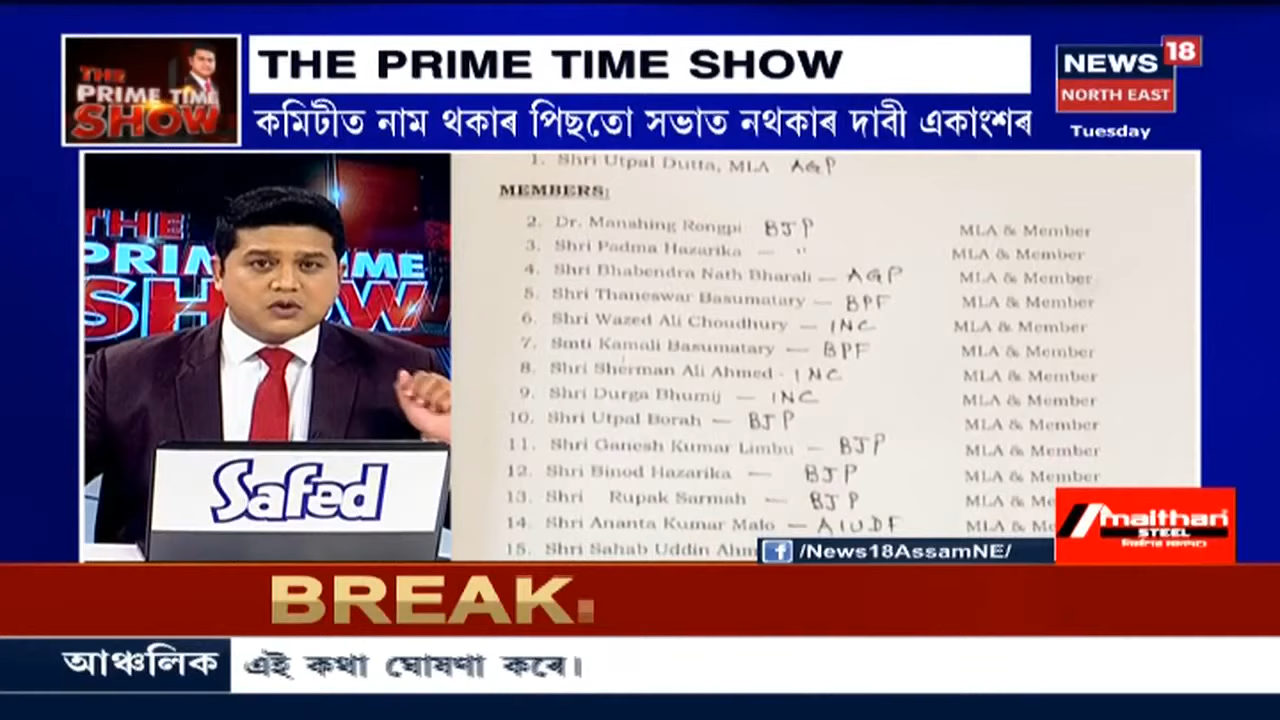 THE PRIME TIME SHOW
THE PRIME TIME SHOW
কমিটীত নাম থকাৰ পিছতো সভাত নথকাৰ দাবী একাংশৰ
NEWS 18
NORTH EAST
Tuesday
THE PRIME TIME SHOW
1. Shri Utpal Dutta, MLA AGP
MEMBERS:
2. Dr. Manshing Rongpi BJP MLA & Member
3. Shri Padma Hazarika — " MLA & Member
4. Shri Bhabendra Nath Bharali — AGP MLA & Member
5. Shri Thaneswar Basumatary — BPF MLA & Member
6. Shri Wazed Ali Choudhury — INC MLA & Member
7. Smti Kamali Basumatary — BPF MLA & Member
8. Shri Sherman Ali Ahmed - INC MLA & Member
9. Shri Durga Bhumij — INC MLA & Member
10. Shri Utpal Borah — BJP MLA & Member
11. Shri Ganesh Kumar Limbu — BJP MLA & Member
12. Shri Binod Hazarika — BJP MLA & Member
13. Shri Rupak Sarmah — BJP MLA & Me
14. Shri Ananta Kumar Malo — AIUDF MLA & Me
15. Shri Sahab Uddin Ahm
Safed
/News18AssamNE/
maithan
STEEL
BREAK.
আঞ্চলিক এই কথা ঘোষণা কৰে।